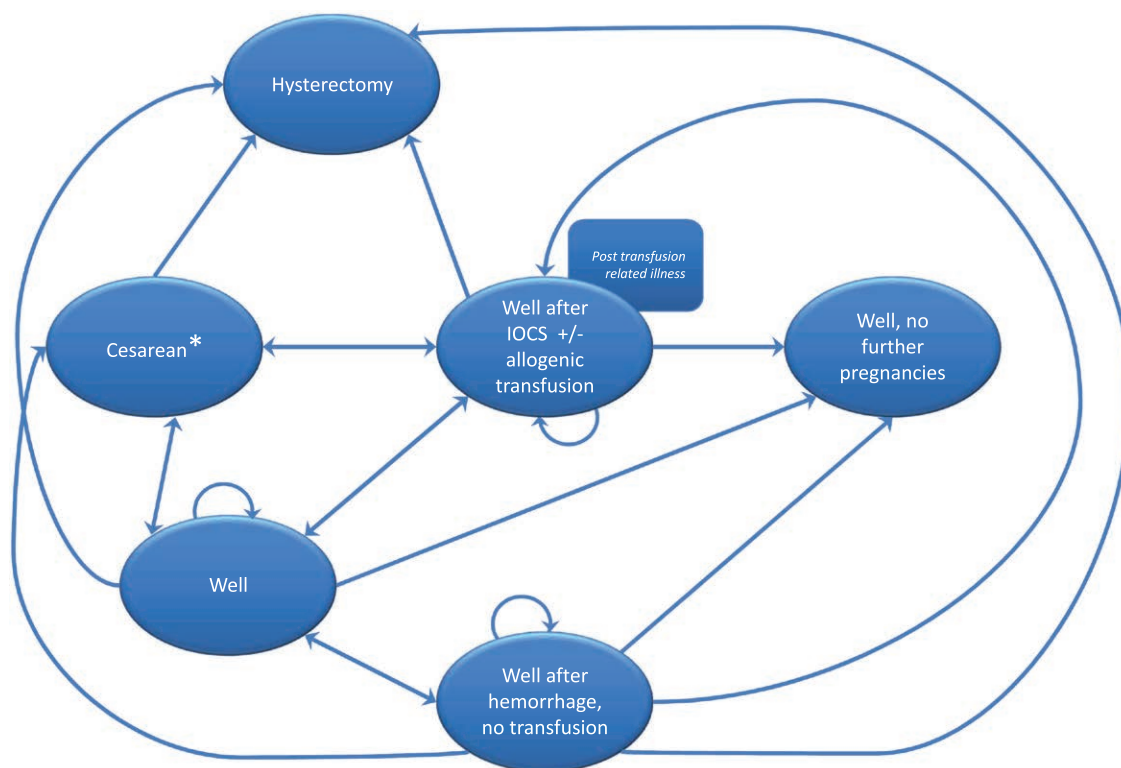 Hysterectomy
Post transfusion
related illness
Cesarean*
Well after
IOCS +/-
allogenic
transfusion
Well, no
further
pregnancies
Well
Well after
hemorrhage,
no transfusion